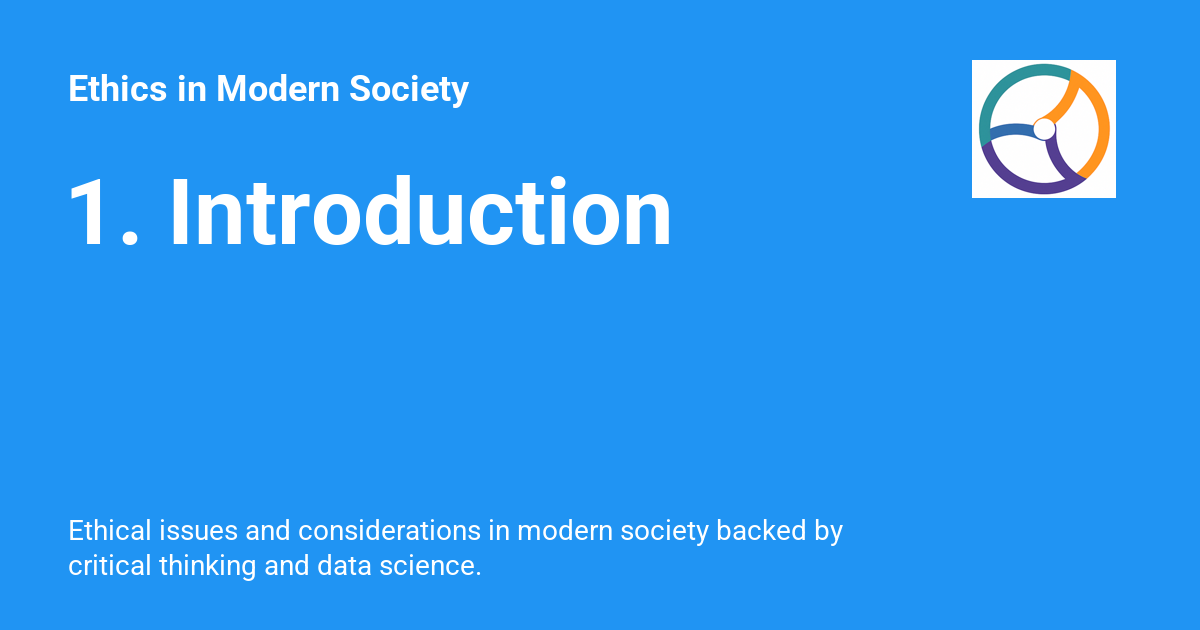 Ethics in Modern Society
1. Introduction
Ethical issues and considerations in modern society backed by
critical thinking and data science.